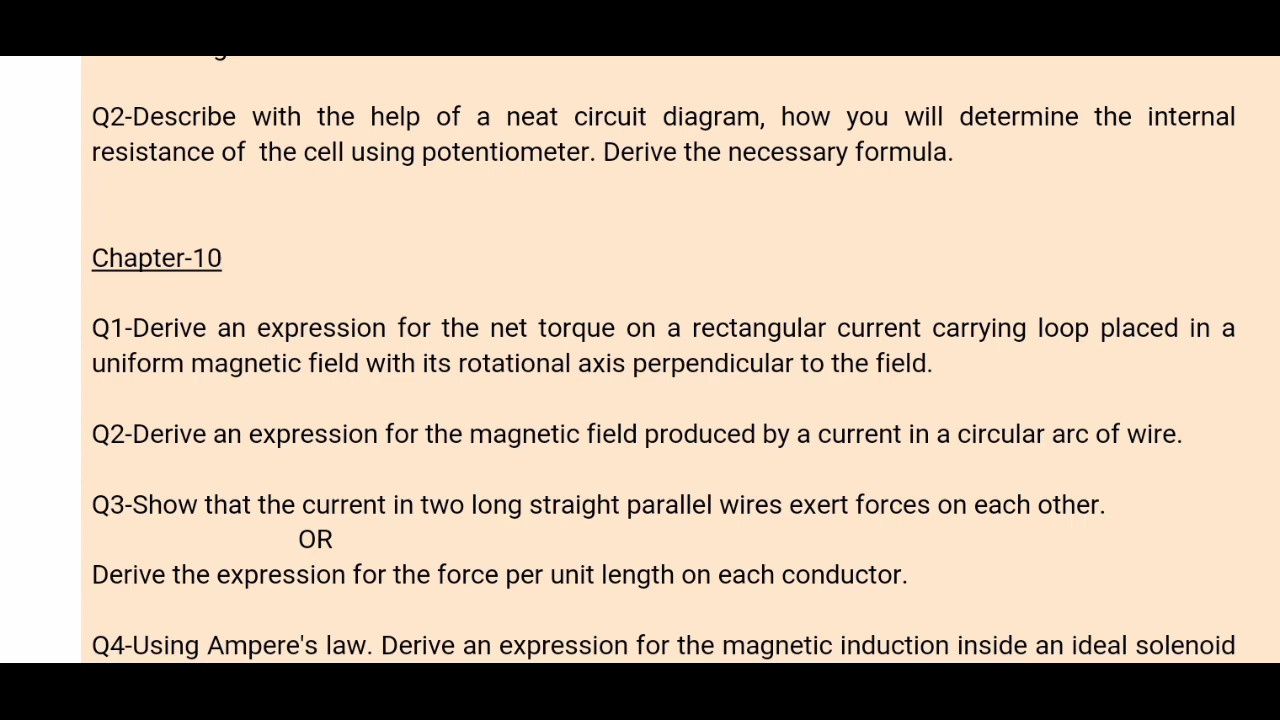 Q2-Describe with the help of a neat circuit diagram, how you will determine the internal
resistance of the cell using potentiometer. Derive the necessary formula.
Chapter-10
Q1-Derive an expression for the net torque on a rectangular current carrying loop placed in a
uniform magnetic field with its rotational axis perpendicular to the field.
Q2-Derive an expression for the magnetic field produced by a current in a circular arc of wire.
Q3-Show that the current in two long straight parallel wires exert forces on each other.
OR
Derive the expression for the force per unit length on each conductor.
Q4-Using Ampere's law. Derive an expression for the magnetic induction inside an ideal solenoid